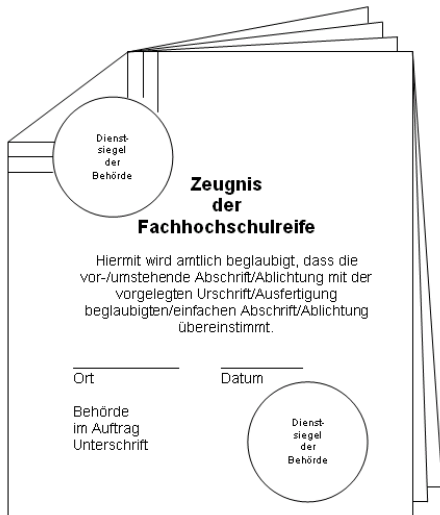 Dienst-
siegel
der
Behörde
Zeugnis
der
Fachhochschulreife
Hiermit wird amtlich beglaubigt, dass die
vor-/umstehende Abschrift/Ablichtung mit der
vorgelegten Urschrift/Ausfertigung
beglaubigten/einfachen Abschrift/Ablichtung
übereinstimmt.
Ort Datum
Behörde
im Auftrag
Unterschrift
Dienst-
siegel
der
Behörde